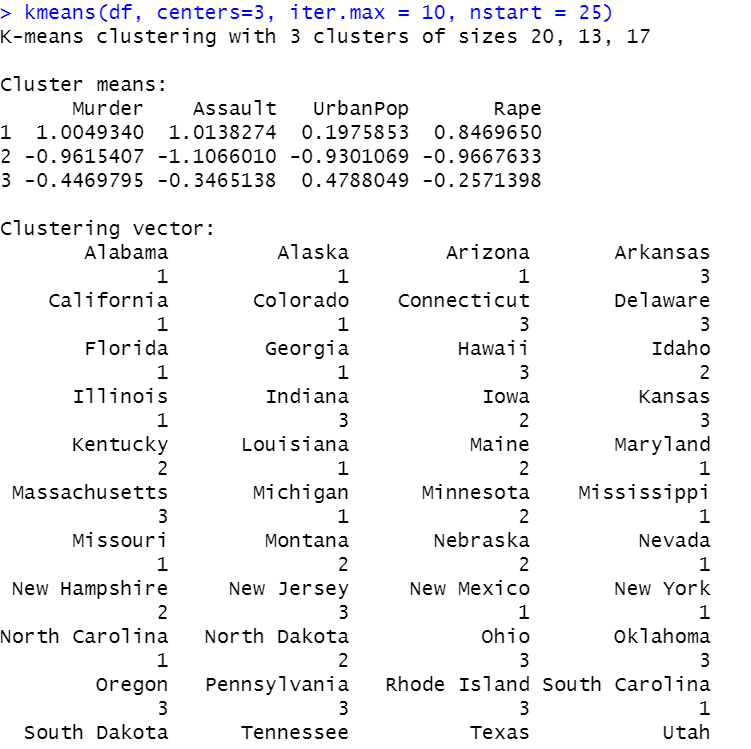 > kmeans(df, centers=3, iter.max = 10, nstart = 25)
K-means clustering with 3 clusters of sizes 20, 13, 17
Cluster means:
Murder Assault UrbanPop Rape
1 1.0049340 1.0138274 0.1975853 0.8469650
2 -0.9615407 -1.1066010 -0.9301069 -0.9667633
3 -0.4469795 -0.3465138 0.4788049 -0.2571398
Clustering vector:
Alabama Alaska Arizona Arkansas
1 1 1 3
California Colorado Connecticut Delaware
1 1 3 3
Florida Georgia Hawaii Idaho
1 1 3 2
Illinois Indiana Iowa Kansas
1 3 2 3
Kentucky Louisiana Maine Maryland
2 1 2 1
Massachusetts Michigan Minnesota Mississippi
3 1 2 1
Missouri Montana Nebraska Nevada
1 2 2 1
New Hampshire New Jersey New Mexico New York
2 3 1 1
North Carolina North Dakota Ohio Oklahoma
1 2 3 3
Oregon Pennsylvania Rhode Island South Carolina
3 3 3 1
South Dakota Tennessee Texas Utah